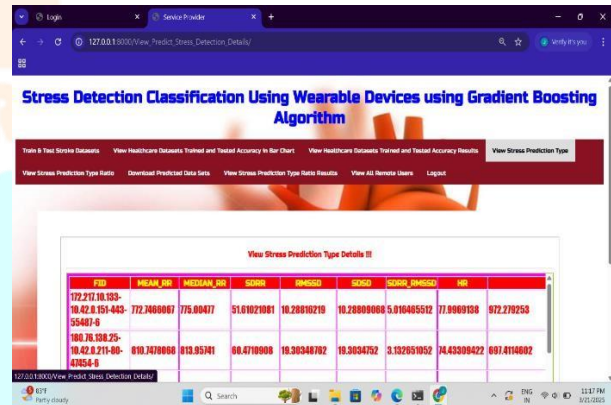 Login
Service Provider
127.0.0.1:8000/View_Predict_Stress_Detection_Details/
Verify it's you
Stress Detection Classification Using Wearable Devices using Gradient Boosting
Algorithm
Train & Test Stroke Datasets View Healthcare Datasets Trained and Tested Accuracy in Bar Chart View Healthcare Datasets Trained and Tested Accuracy Results View Stress Prediction Type
View Stress Prediction Type Ratio Download Predicted Data Sets View Stress Prediction Type Ratio Results View All Remote Users Logout
View Stress Prediction Type Details !!!
FID MEAN_RR MEDIAN_RR SDRR RMSSD SDSD SDRR_RMSSD HR
172.217.10.133-
10.42.0.151-443- 772.7466067 775.00477 51.61021081 10.28816219 10.28809068 5.016465512 77.9969138 972.279253
55487-6
180.76.138.25-
10.42.0.211-80- 810.7478068 813.95741 60.4710908 19.30348762 19.3034752 3.132651052 74.43309422 697.4114602
47454-6
127.0.0.1:8000/View_Predict_Stress_Detection_Details/
63°F
Partly cloudy
Search
ENG
IN
11:17 PM
3/21/2025